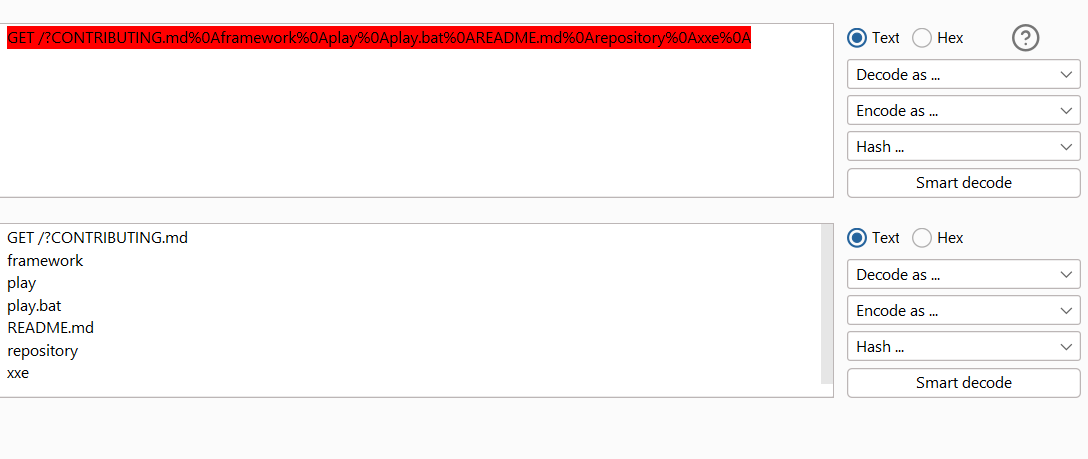 GET /?CONTRIBUTING.md%0Aframework%0Aplay%0Aplay.bat%0AREADME.md%0Arepository%0Axxe%0A
Text Hex ?
Decode as ...
Encode as ...
Hash ...
Smart decode
GET /?CONTRIBUTING.md
framework
play
play.bat
README.md
repository
xxe
Text Hex
Decode as ...
Encode as ...
Hash ...
Smart decode